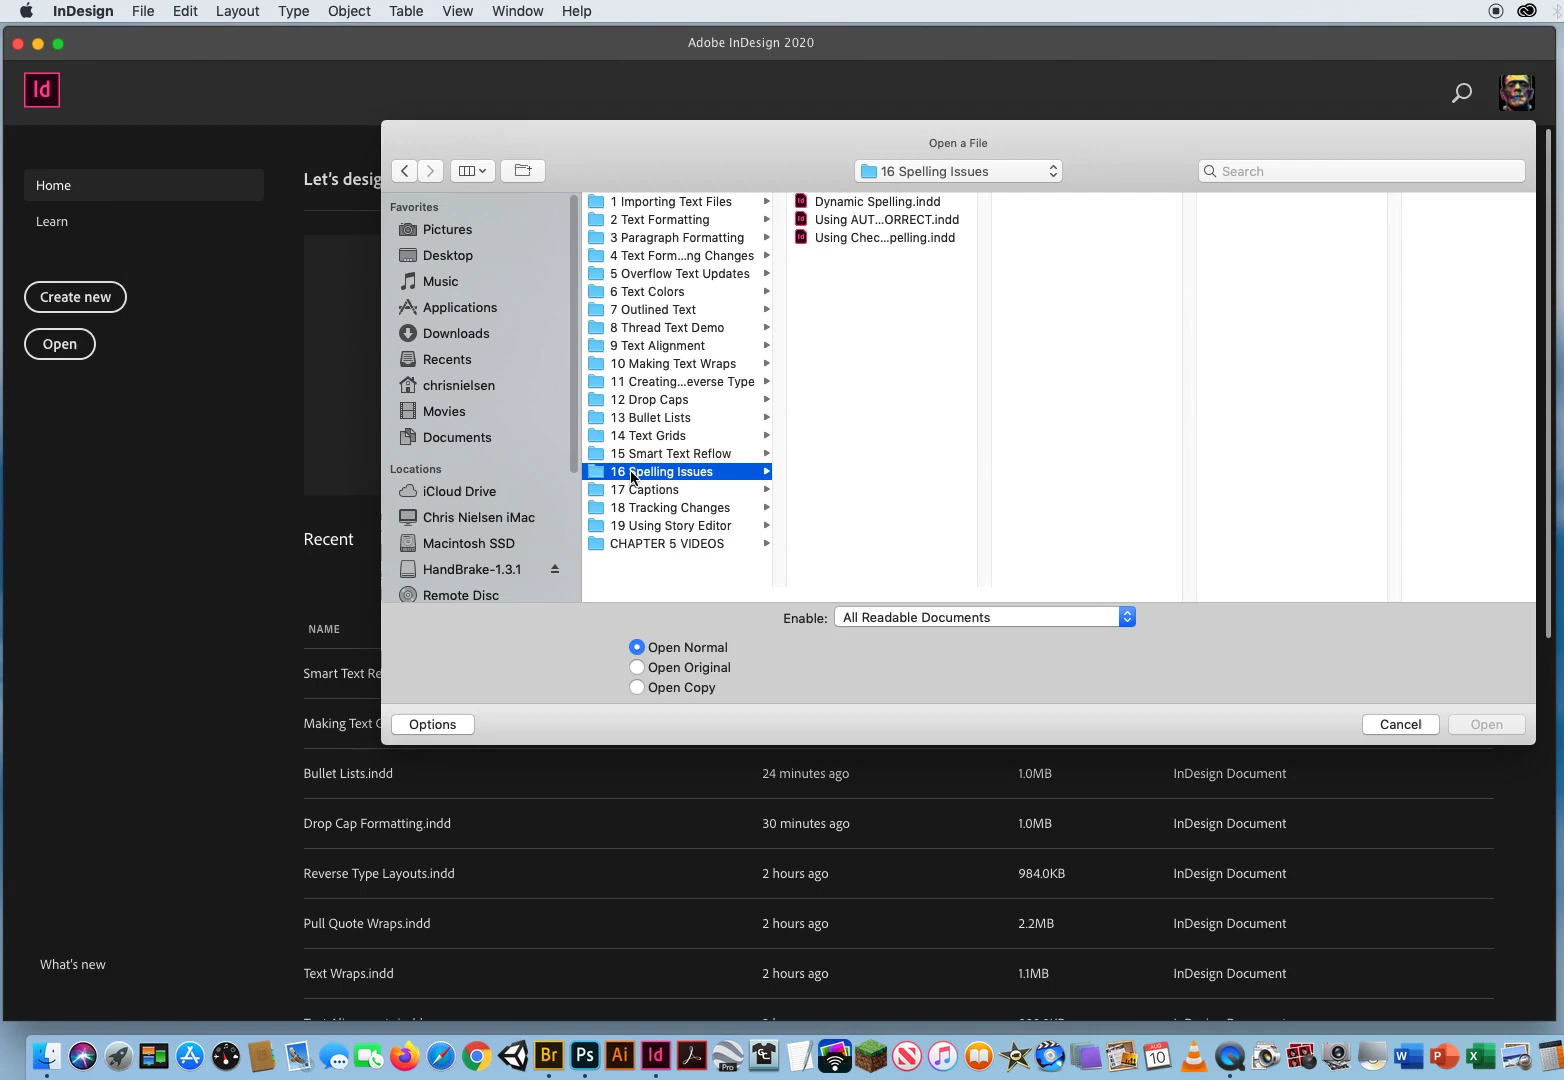 InDesign File Edit Layout Type Object Table View Window Help
Adobe InDesign 2020
Id
Home
Learn
Create new
Open
What's new
Let's desig
Recent
NAME
Smart Text Re
Making Text G
Bullet Lists.indd 24 minutes ago 1.0MB InDesign Document
Drop Cap Formatting.indd 30 minutes ago 1.0MB InDesign Document
Reverse Type Layouts.indd 2 hours ago 984.0KB InDesign Document
Pull Quote Wraps.indd 2 hours ago 2.2MB InDesign Document
Text Wraps.indd 2 hours ago 1.1MB InDesign Document
Open a File
16 Spelling Issues
Search
Favorites
Pictures
Desktop
Music
Applications
Downloads
Recents
chrisnielsen
Movies
Documents
Locations
iCloud Drive
Chris Nielsen iMac
Macintosh SSD
HandBrake-1.3.1
Remote Disc
1 Importing Text Files
2 Text Formatting
3 Paragraph Formatting
4 Text Form...ng Changes
5 Overflow Text Updates
6 Text Colors
7 Outlined Text
8 Thread Text Demo
9 Text Alignment
10 Making Text Wraps
11 Creating...everse Type
12 Drop Caps
13 Bullet Lists
14 Text Grids
15 Smart Text Reflow
16 Spelling Issues
17 Captions
18 Tracking Changes
19 Using Story Editor
CHAPTER 5 VIDEOS
Dynamic Spelling.indd
Using AUT...ORRECT.indd
Using Chec...pelling.indd
Enable: All Readable Documents
Open Normal
Open Original
Open Copy
Options
Cancel
Open
Br Ps Ai Id
Pro
AUG
10
W P X